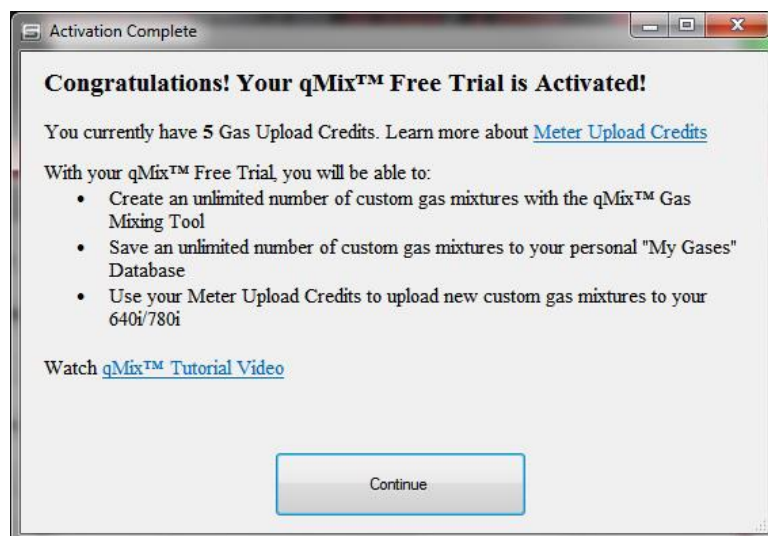 Activation Complete
Congratulations! Your qMix™ Free Trial is Activated!
You currently have 5 Gas Upload Credits. Learn more about Meter Upload Credits
With your qMix™ Free Trial, you will be able to:
• Create an unlimited number of custom gas mixtures with the qMix™ Gas
Mixing Tool
• Save an unlimited number of custom gas mixtures to your personal "My Gases"
Database
• Use your Meter Upload Credits to upload new custom gas mixtures to your
640i/780i
Watch qMix™ Tutorial Video
Continue